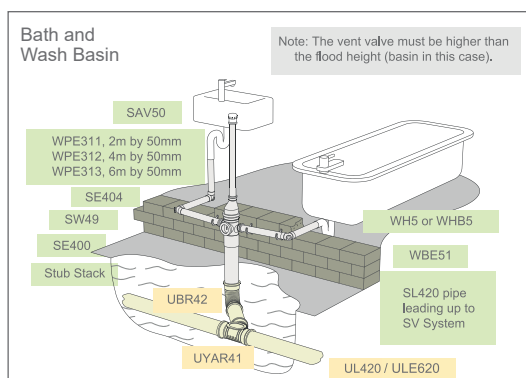 Bath and
Wash Basin
Note: The vent valve must be higher than
the flood height (basin in this case).
SAV50
WPE311, 2m by 50mm
WPE312, 4m by 50mm
WPE313, 6m by 50mm
SE404
SW49
SE400
Stub Stack
WH5 or WHB5
WBE51
SL420 pipe
leading up to
SV System
UBR42
UYAR41
UL420 / ULE620